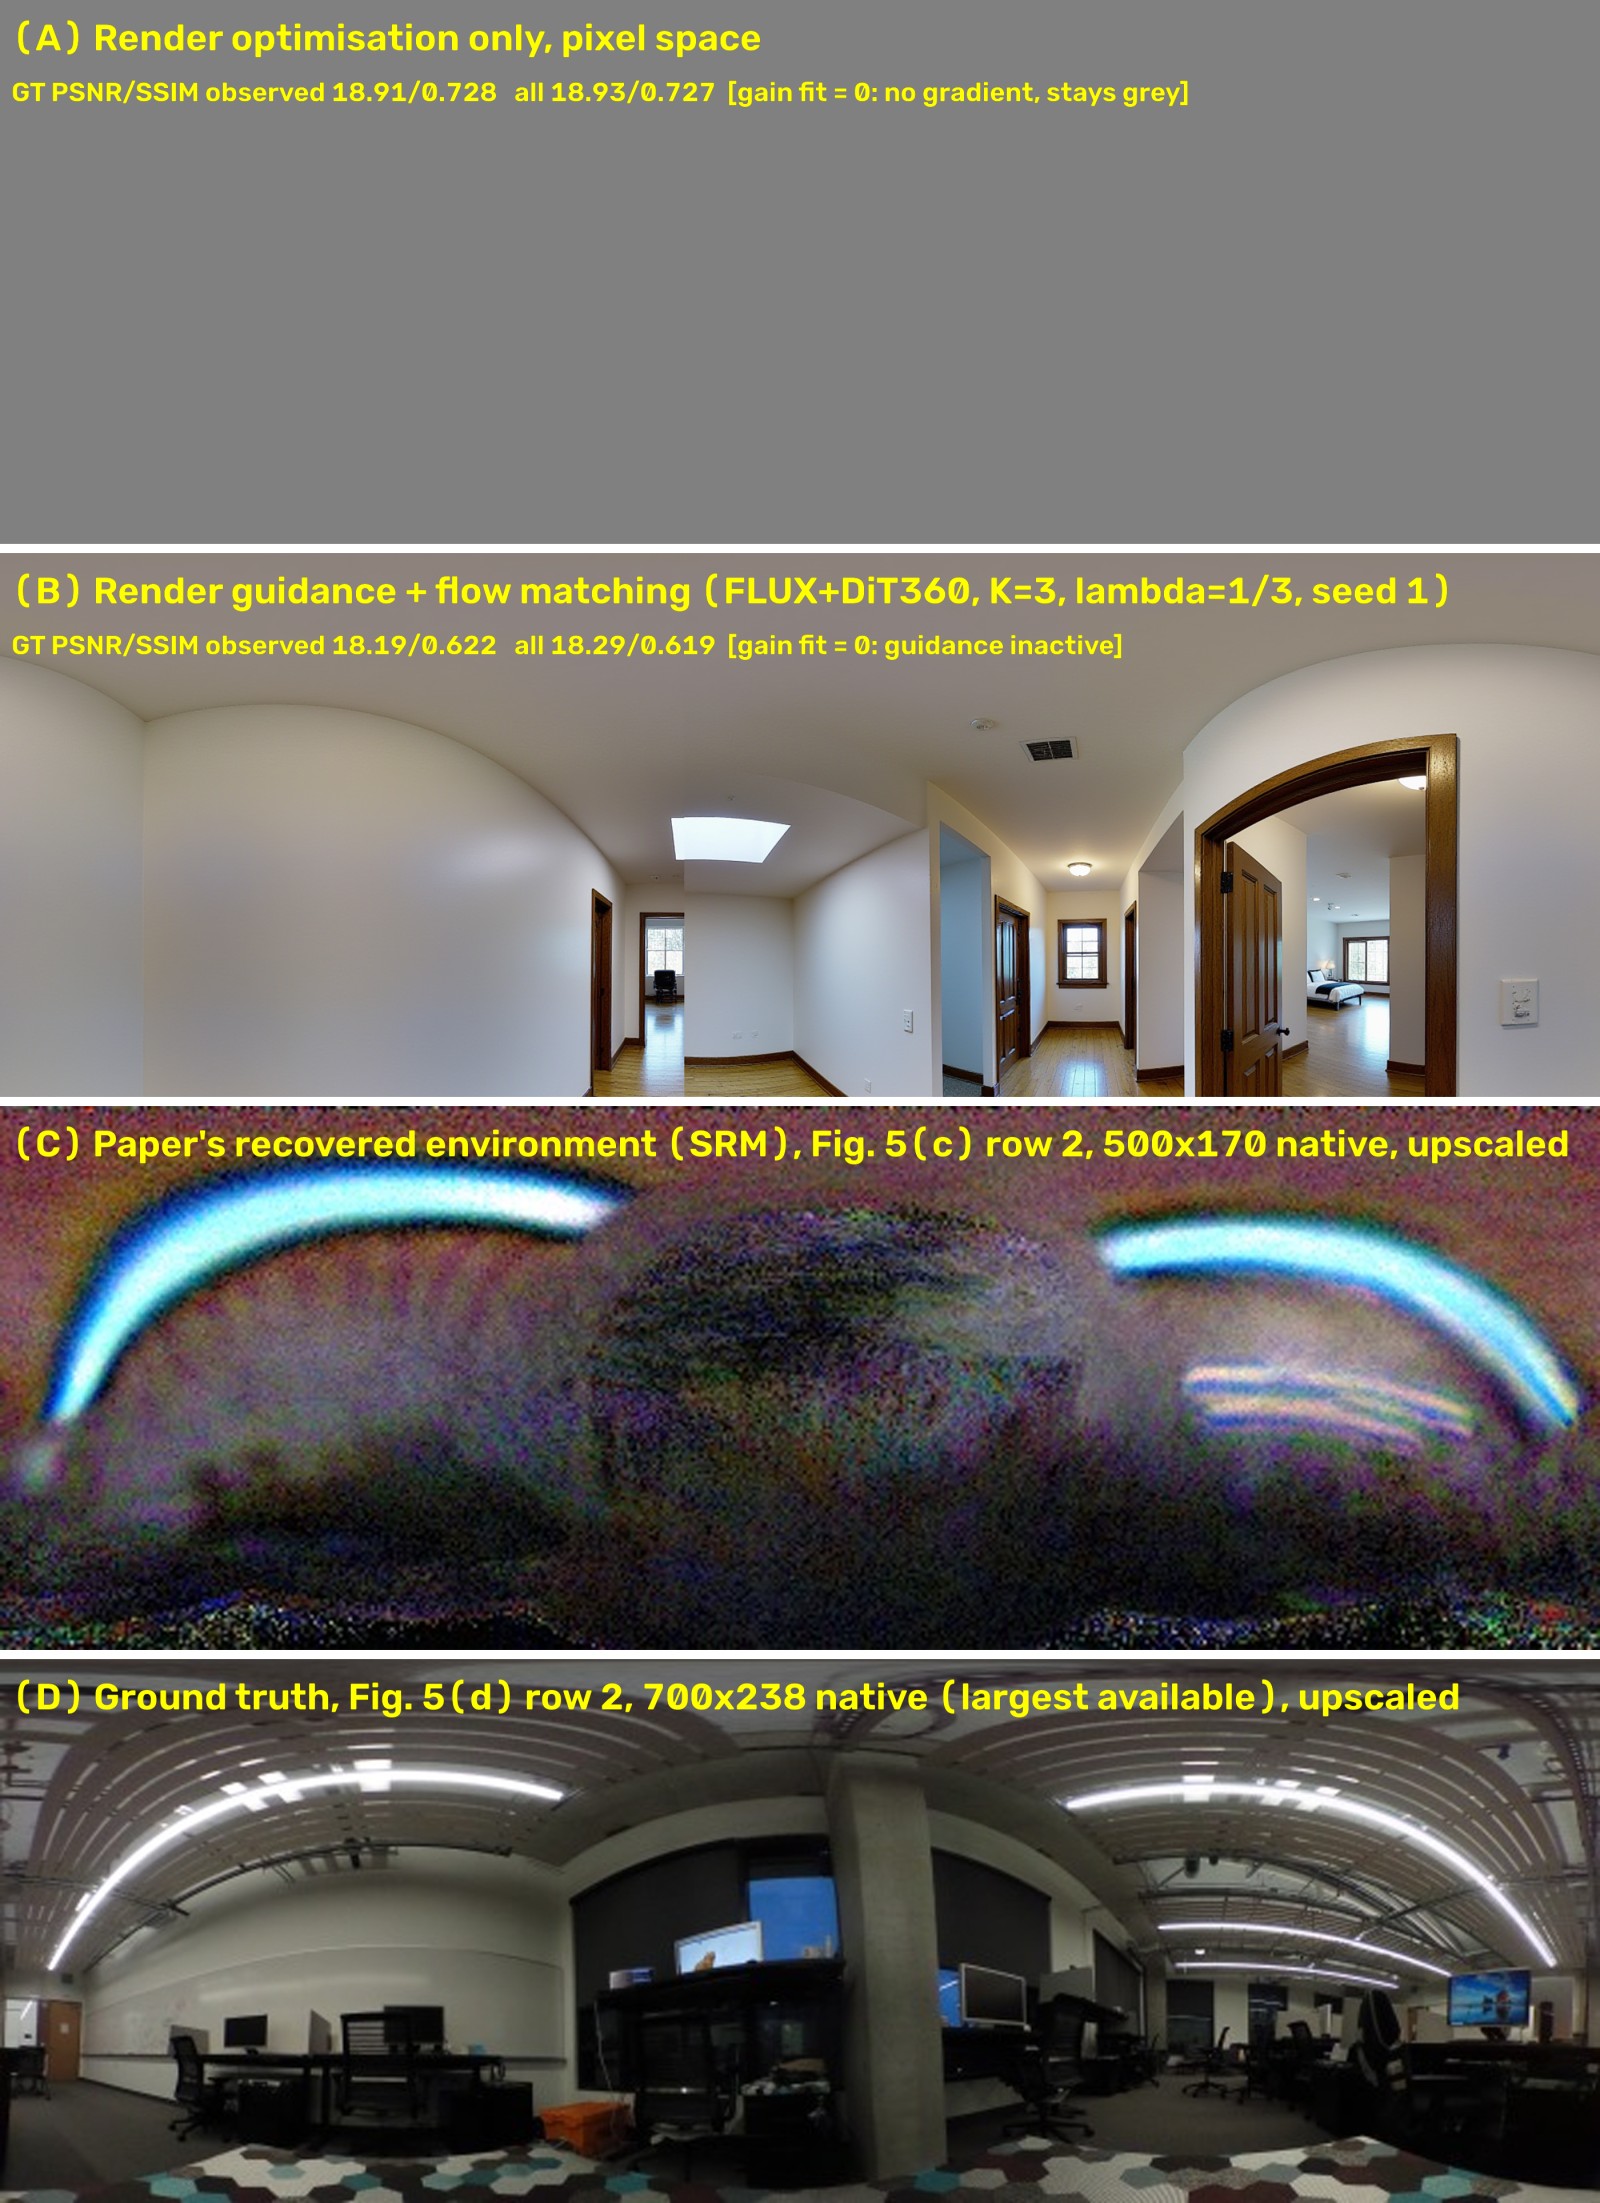 (A) Render optimisation only, pixel space
GT PSNR/SSIM observed 18.91/0.728 all 18.93/0.727 [gain fit = 0: no gradient, stays grey]
(B) Render guidance + flow matching (FLUX+DiT360, K=3, lambda=1/3, seed 1)
GT PSNR/SSIM observed 18.19/0.622 all 18.29/0.619 [gain fit = 0: guidance inactive]
(C) Paper's recovered environment (SRM), Fig. 5(c) row 2, 500x170 native, upscaled
(D) Ground truth, Fig. 5(d) row 2, 700x238 native (largest available), upscaled